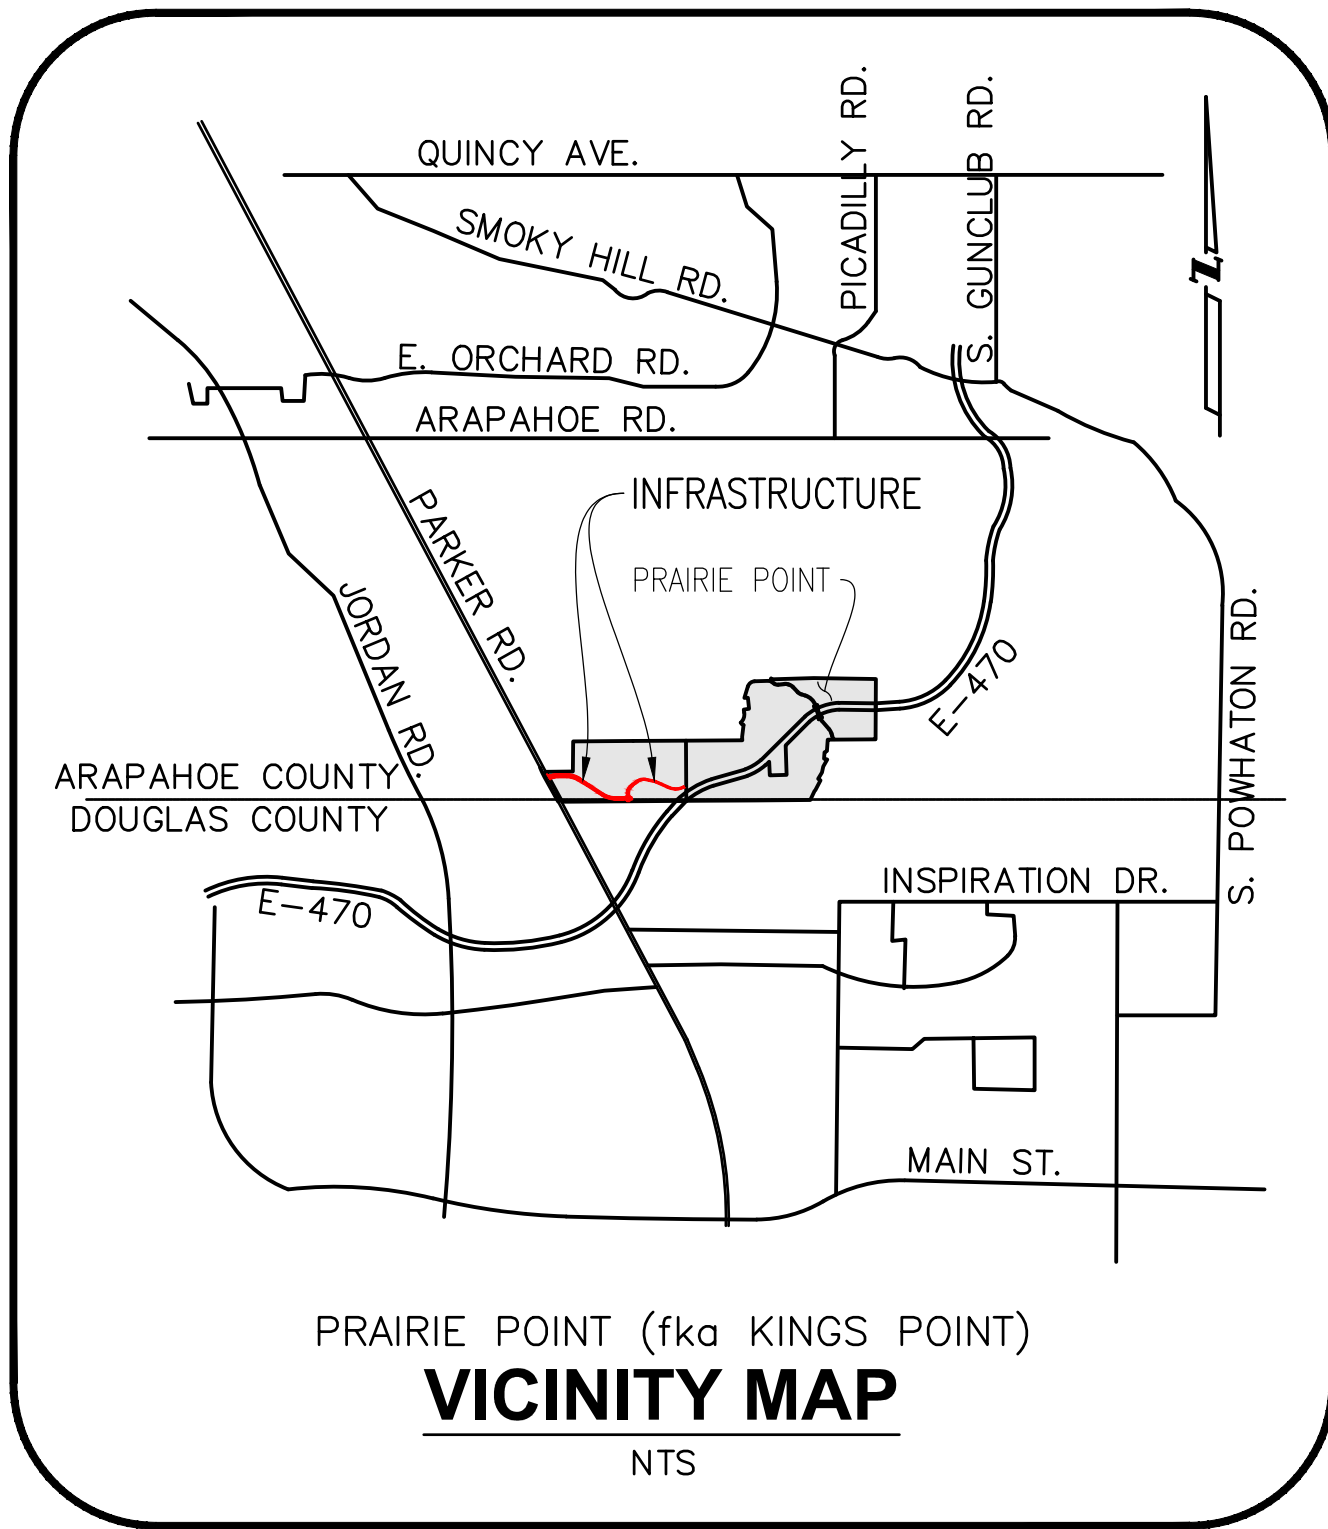 QUINCY AVE.
PICADILLY RD.
S. GUNCLUB RD.
SMOKY HILL RD.
N
E. ORCHARD RD.
ARAPAHOE RD.
INFRASTRUCTURE
PARKER RD.
PRAIRIE POINT
JORDAN RD.
E-470
S. POWHATON RD.
ARAPAHOE COUNTY
DOUGLAS COUNTY
INSPIRATION DR.
E-470
MAIN ST.
PRAIRIE POINT (fka KINGS POINT)
VICINITY MAP
NTS